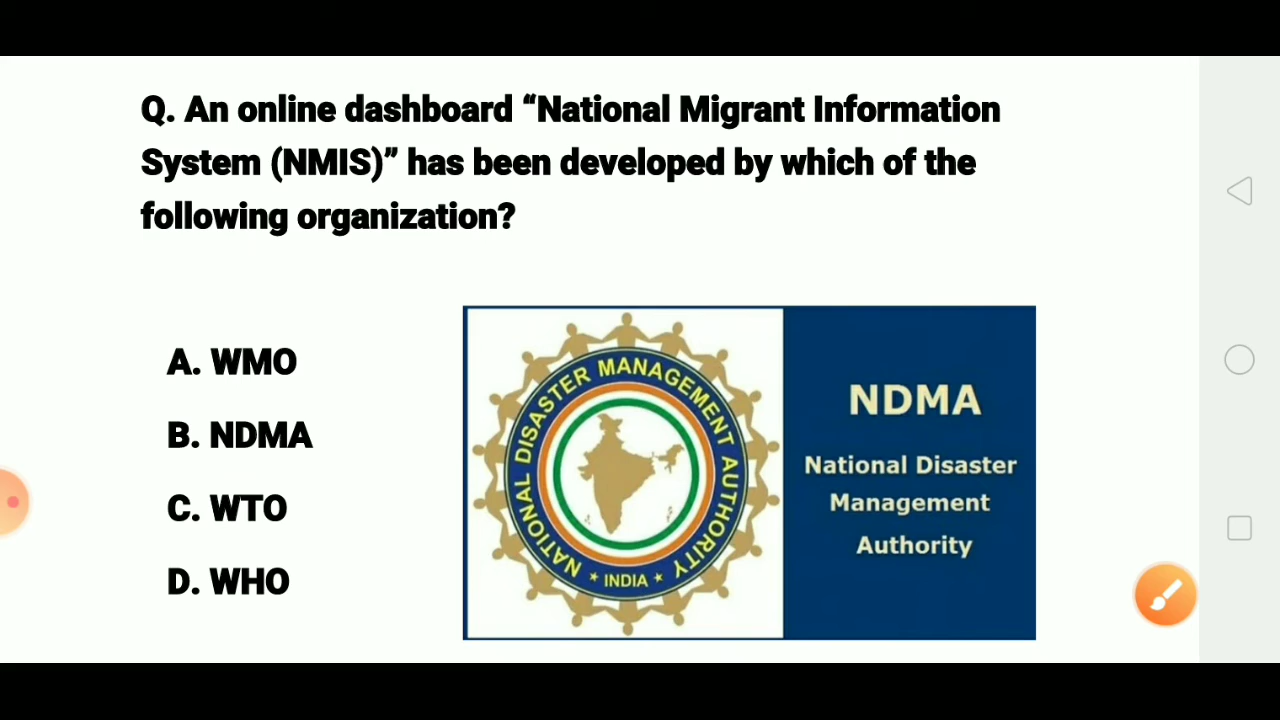 Q. An online dashboard “National Migrant Information
System (NMIS)” has been developed by which of the
following organization?
A. WMO
B. NDMA
C. WTO
D. WHO
NATIONAL DISASTER MANAGEMENT AUTHORITY
★ INDIA ★
NDMA
National Disaster
Management
Authority